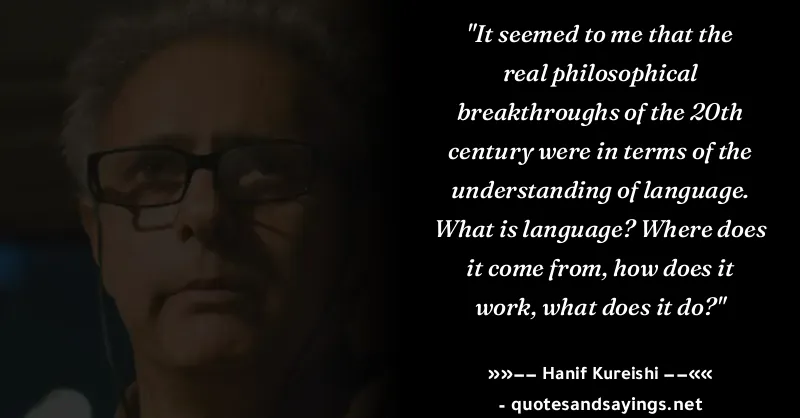 "It seemed to me that the
real philosophical
breakthroughs of the 20th
century were in terms of the
understanding of language.
What is language? Where does
it come from, how does it
work, what does it do?"
»»−− Hanif Kureishi −−««
- quotesandsayings.net